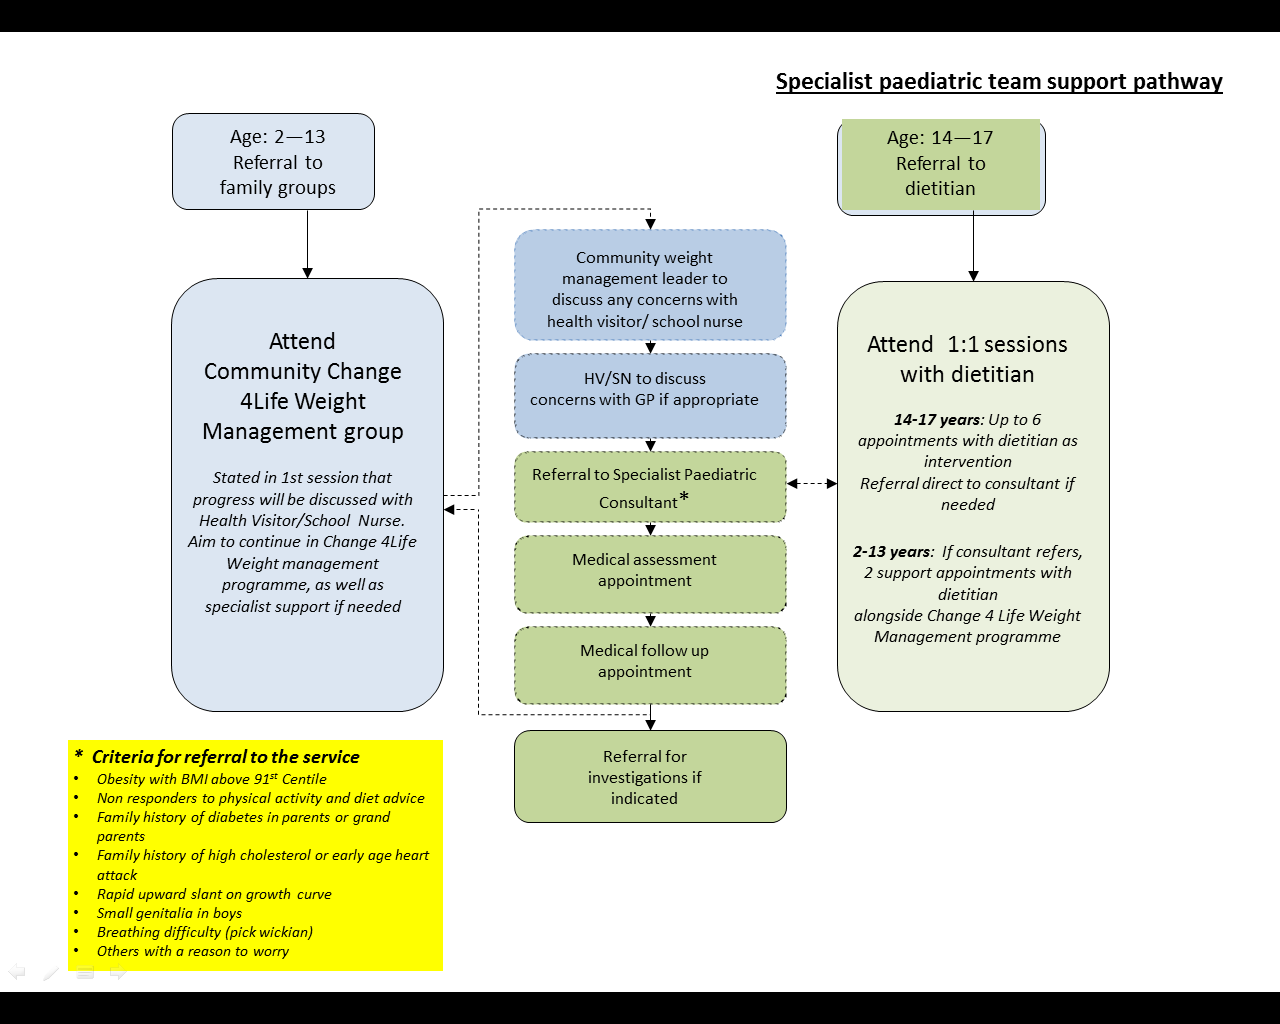 Specialist paediatric team support pathway
Age: 2—13
Referral to
family groups
Age: 14—17
Referral to
dietitian
Attend
Community Change
4Life Weight
Management group
Stated in 1st session that
progress will be discussed with
Health Visitor/School Nurse.
Aim to continue in Change 4Life
Weight management
programme, as well as
specialist support if needed
Community weight
management leader to
discuss any concerns with
health visitor/ school nurse
HV/SN to discuss
concerns with GP if appropriate
Referral to Specialist Paediatric
Consultant*
Medical assessment
appointment
Medical follow up
appointment
Referral for
investigations if
indicated
Attend 1:1 sessions
with dietitian
14-17 years: Up to 6
appointments with dietitian as
intervention
Referral direct to consultant if
needed
2-13 years: If consultant refers,
2 support appointments with
dietitian
alongside Change 4 Life Weight
Management programme
* Criteria for referral to the service
• Obesity with BMI above 91st Centile
• Non responders to physical activity and diet advice
• Family history of diabetes in parents or grand
parents
• Family history of high cholesterol or early age heart
attack
• Rapid upward slant on growth curve
• Small genitalia in boys
• Breathing difficulty (pick wickian)
• Others with a reason to worry